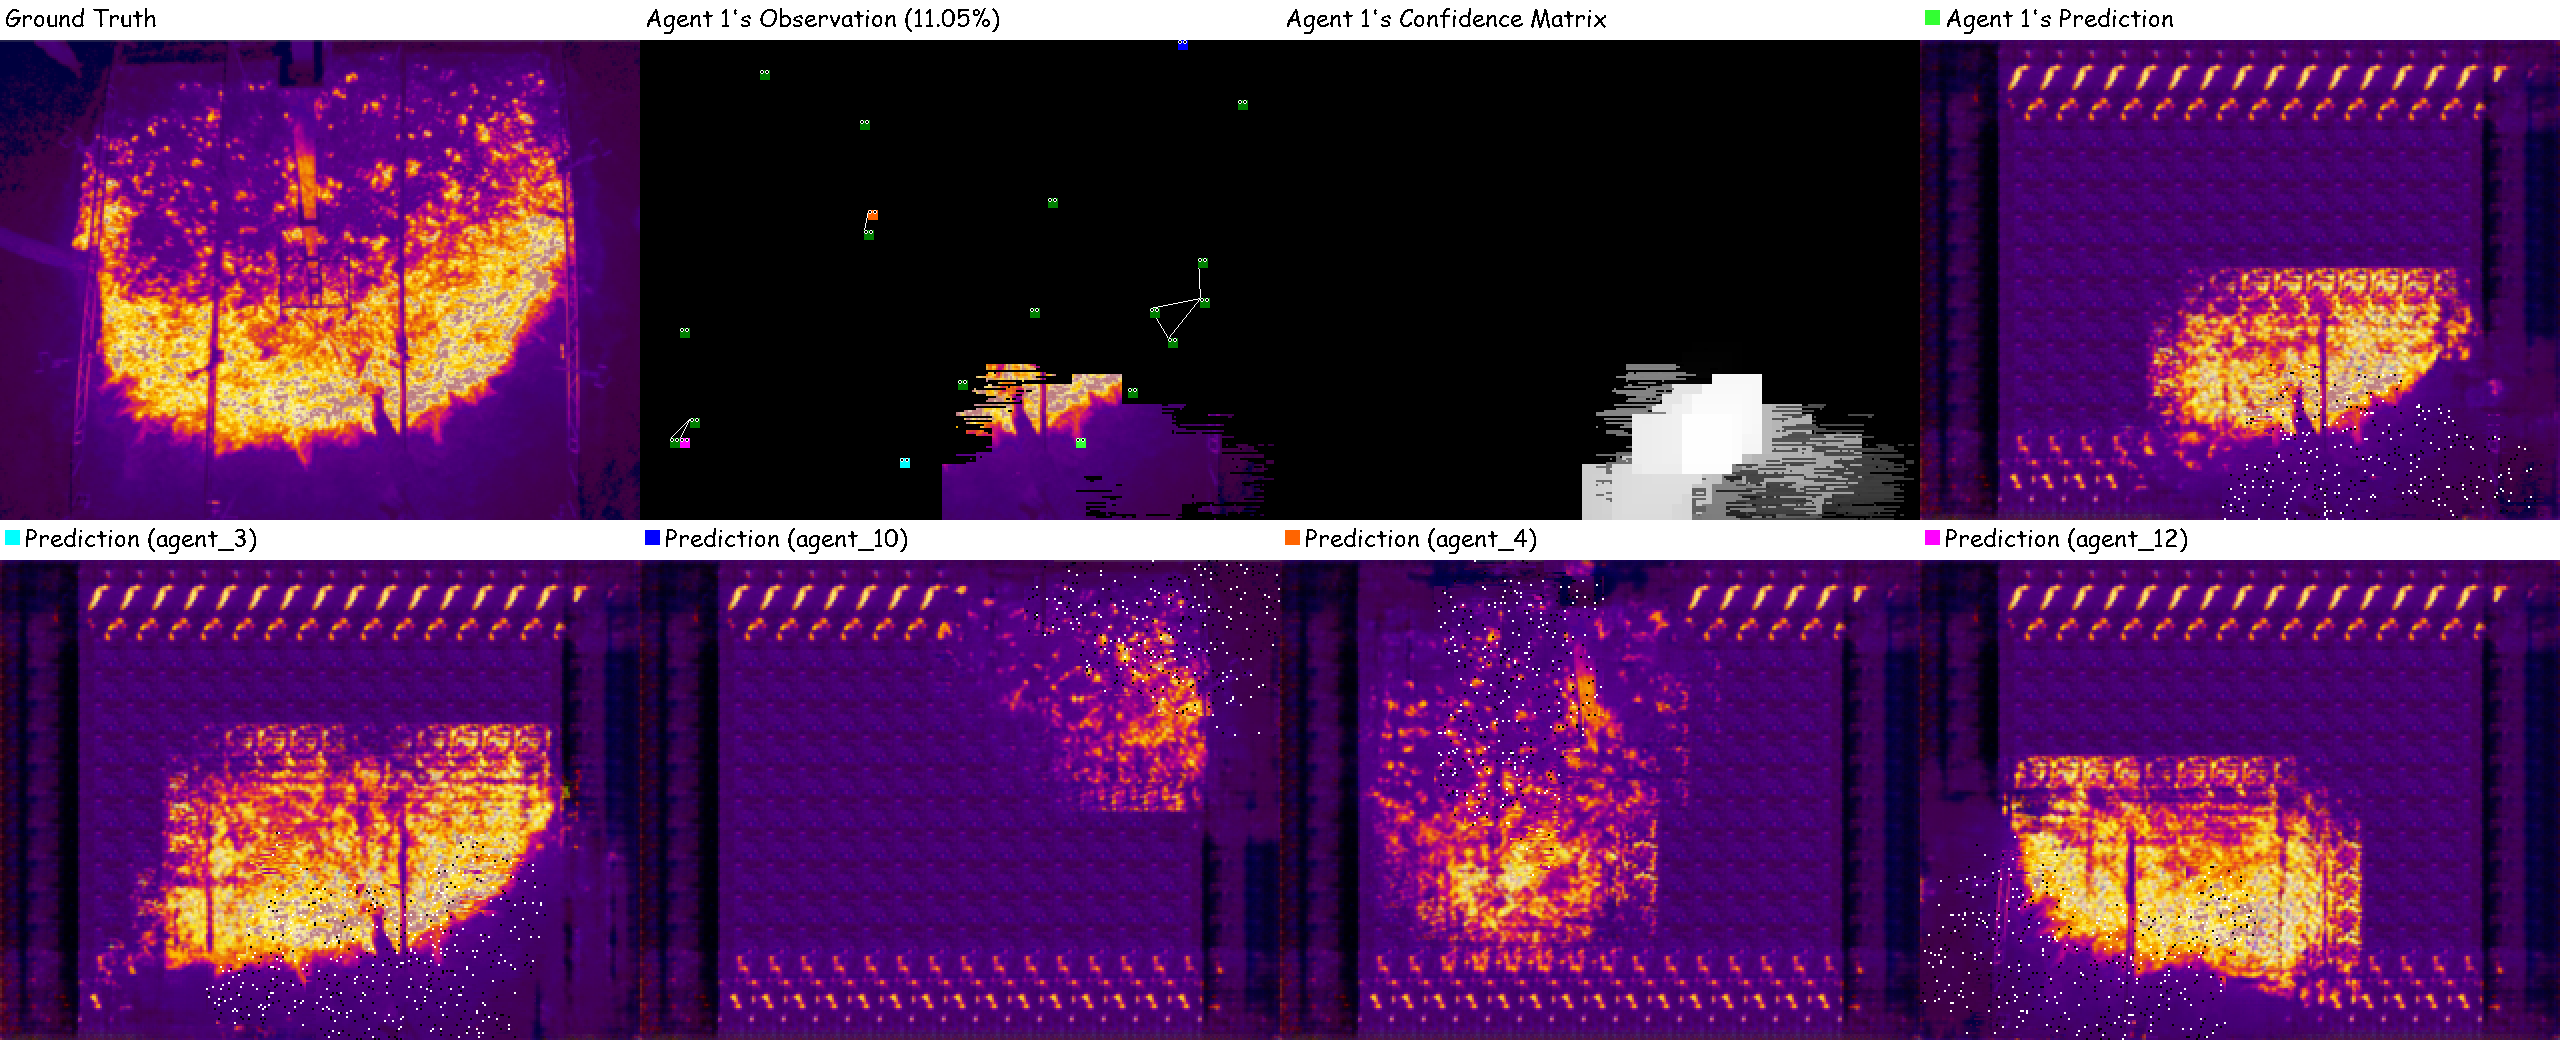 Ground Truth
Agent 1's Observation (11.05%)
Agent 1's Confidence Matrix
Agent 1's Prediction
Prediction (agent_3)
Prediction (agent_10)
Prediction (agent_4)
Prediction (agent_12)